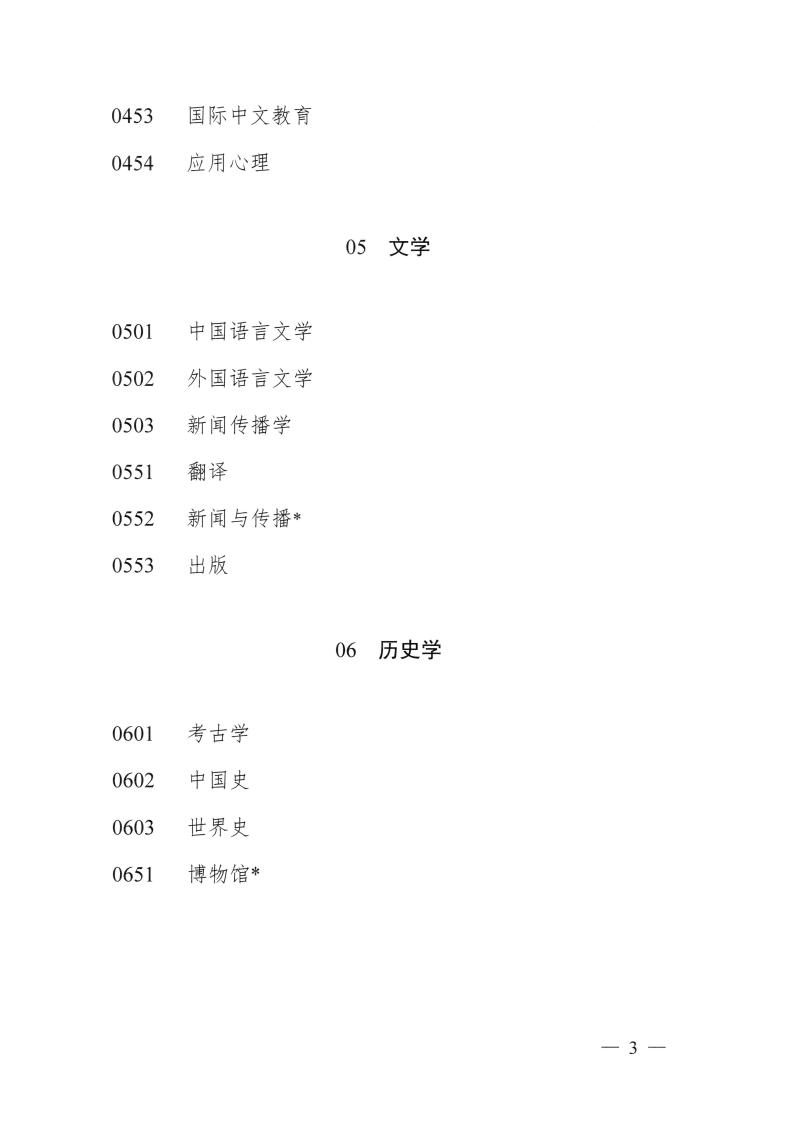 0453 国际中文教育
0454 应用心理
05 文学
0501 中国语言文学
0502 外国语言文学
0503 新闻传播学
0551 翻译
0552 新闻与传播*
0553 出版
06 历史学
0601 考古学
0602 中国史
0603 世界史
0651 博物馆*
— 3 —